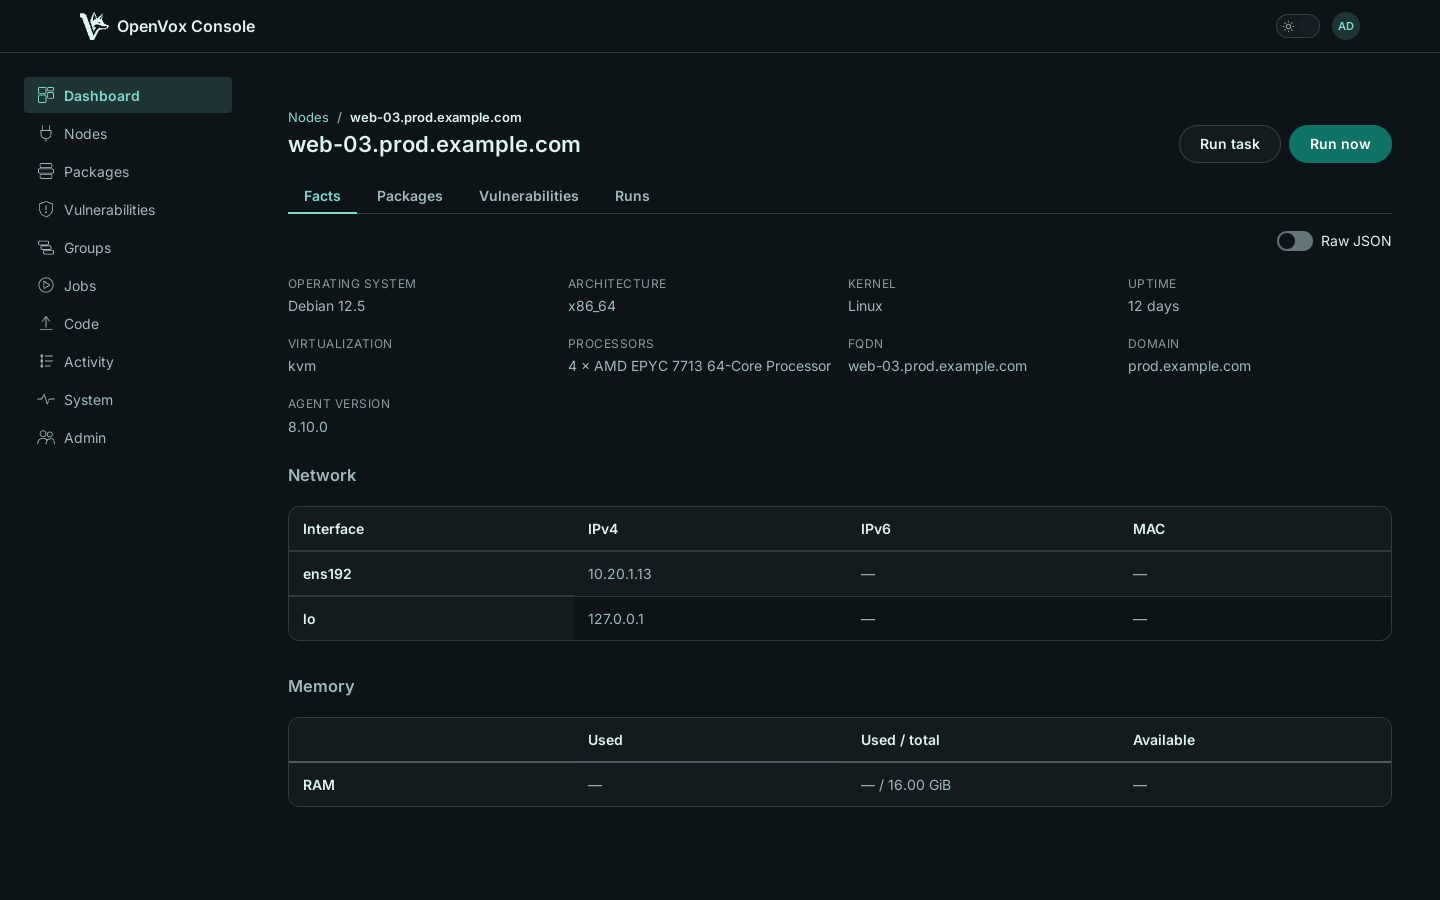 OpenVox Console
AD
Dashboard
Nodes
Packages
Vulnerabilities
Groups
Jobs
Code
Activity
System
Admin
Nodes / web-03.prod.example.com
web-03.prod.example.com
Run task
Run now
Facts Packages Vulnerabilities Runs
Raw JSON
OPERATING SYSTEM ARCHITECTURE KERNEL UPTIME
Debian 12.5 x86_64 Linux 12 days
VIRTUALIZATION PROCESSORS FQDN DOMAIN
kvm 4 × AMD EPYC 7713 64-Core Processor web-03.prod.example.com prod.example.com
AGENT VERSION
8.10.0
Network
Interface IPv4 IPv6 MAC
ens192 10.20.1.13 — —
lo 127.0.0.1 — —
Memory
Used Used / total Available
RAM — — / 16.00 GiB —